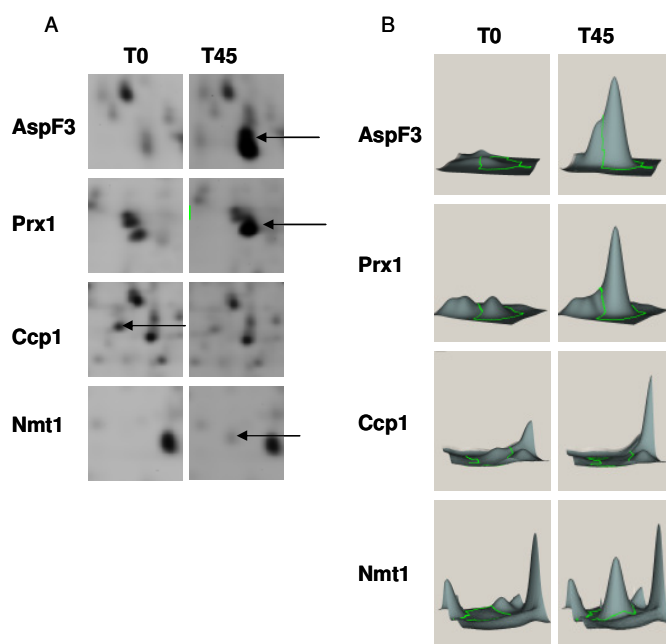 A
T0 T45
AspF3
Prx1
Ccp1
Nmt1
B
T0 T45
AspF3
Prx1
Ccp1
Nmt1